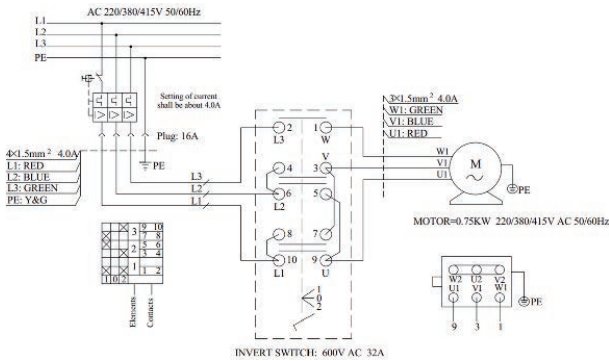 AC 220/380/415V 50/60Hz
L1
L2
L3
PE
Setting of current
shall be about 4.0A
Plug: 16A
4×1.5mm² 4.0A
L1: RED
L2: BLUE
L3: GREEN
PE: Y&G
PE
L3
L2
L1
2 1
L3 W
V
4 3
6 5
L2
8 7
10 9
L1 U
1
0
2
3×1.5mm² 4.0A
W1: GREEN
V1: BLUE
U1: RED
W1
V1
U1
M
PE
MOTOR=0.75KW 220/380/415V AC 50/60Hz
3 9 10
7 8
2 5 6
3 4
1 1 2
1 0 2
Elements
Contacts
W2 U2 V2
U1 V1 W1
PE
9 3 1
INVERT SWITCH: 600V AC 32A